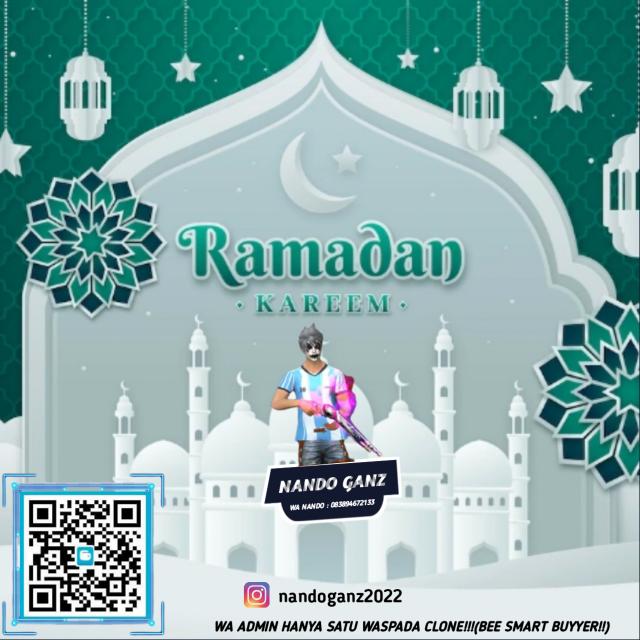 Ramadan
• KAREEM •
NANDO GANZ
WA NANDO : 083894672133
nandoganz2022
WA ADMIN HANYA SATU WASPADA CLONE!!!(BEE SMART BUYYER!!)